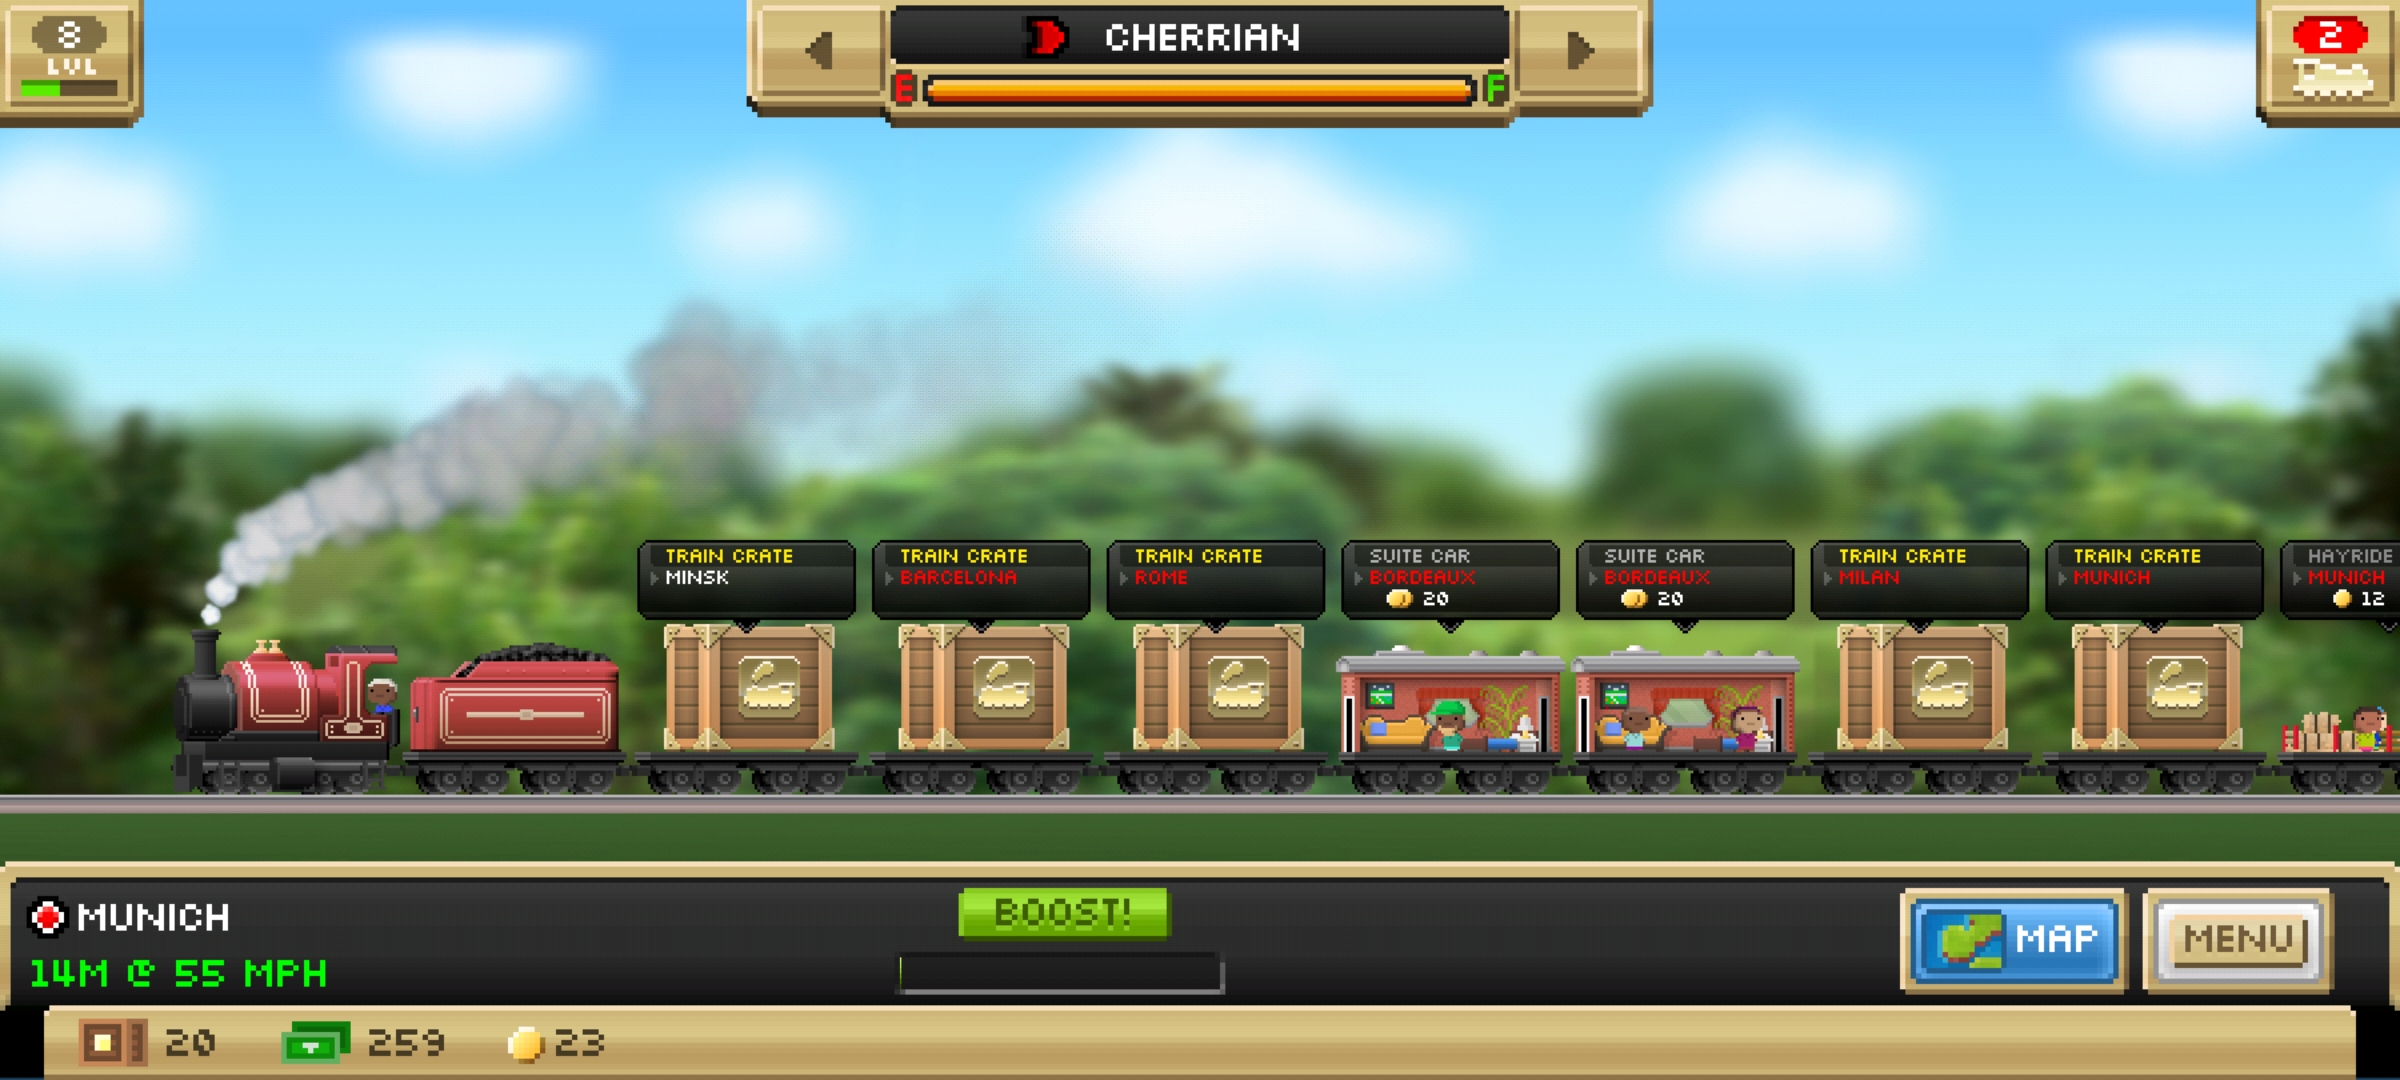 8
LVL
CHERRIAN
E F
2
TRAIN CRATE
MINSK
TRAIN CRATE
BARCELONA
TRAIN CRATE
ROME
SUITE CAR
BORDEAUX
20
SUITE CAR
BORDEAUX
20
TRAIN CRATE
MILAN
TRAIN CRATE
MUNICH
HAYRIDE
MUNICH
12
MUNICH
14M @ 55 MPH
BOOST!
MAP
MENU
20
259
23